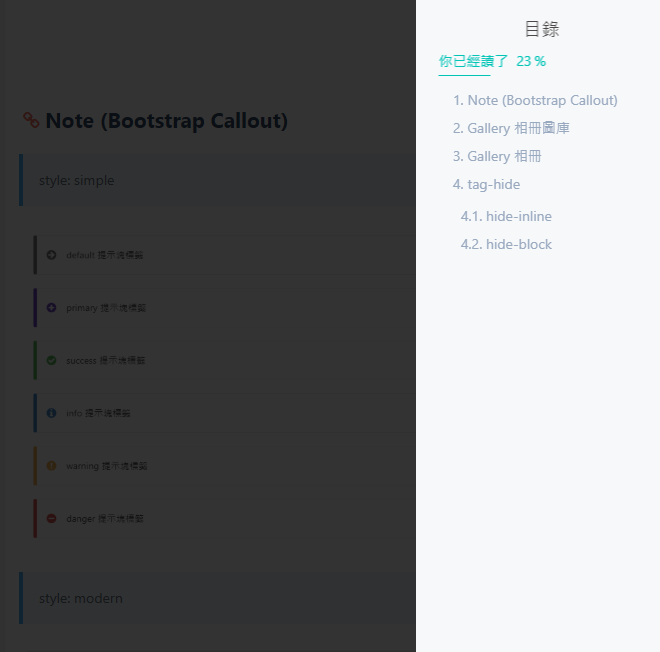 Note (Bootstrap Callout)
style: simple
default 提示塊標籤
primary 提示塊標籤
success 提示塊標籤
info 提示塊標籤
warning 提示塊標籤
danger 提示塊標籤
style: modern
目錄
你已經讀了 23 %
1. Note (Bootstrap Callout)
2. Gallery 相冊圖庫
3. Gallery 相冊
4. tag-hide
4.1. hide-inline
4.2. hide-block